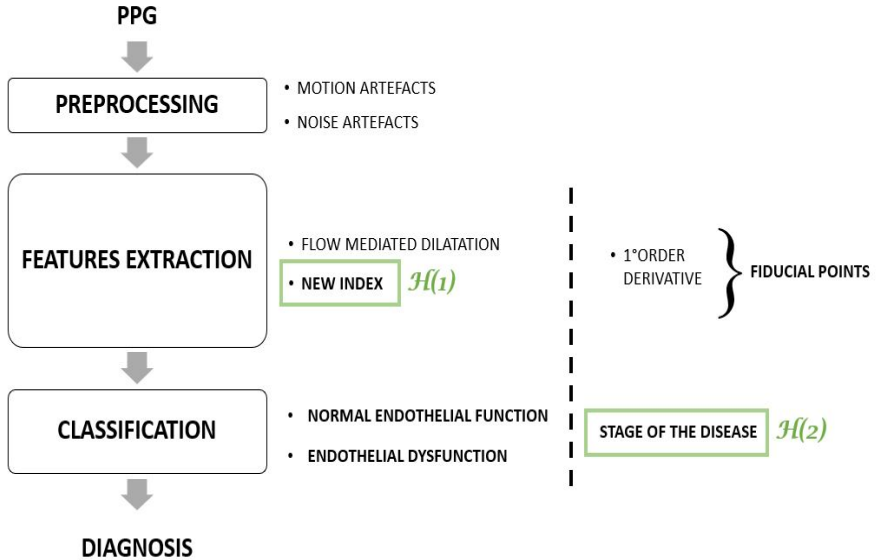 PPG
PREPROCESSING
• MOTION ARTEFACTS
• NOISE ARTEFACTS
FEATURES EXTRACTION
• FLOW MEDIATED DILATATION
• NEW INDEX
H(1)
• 1°ORDER
DERIVATIVE
FIDUCIAL POINTS
CLASSIFICATION
• NORMAL ENDOTHELIAL FUNCTION
• ENDOTHELIAL DYSFUNCTION
STAGE OF THE DISEASE
H(2)
DIAGNOSIS